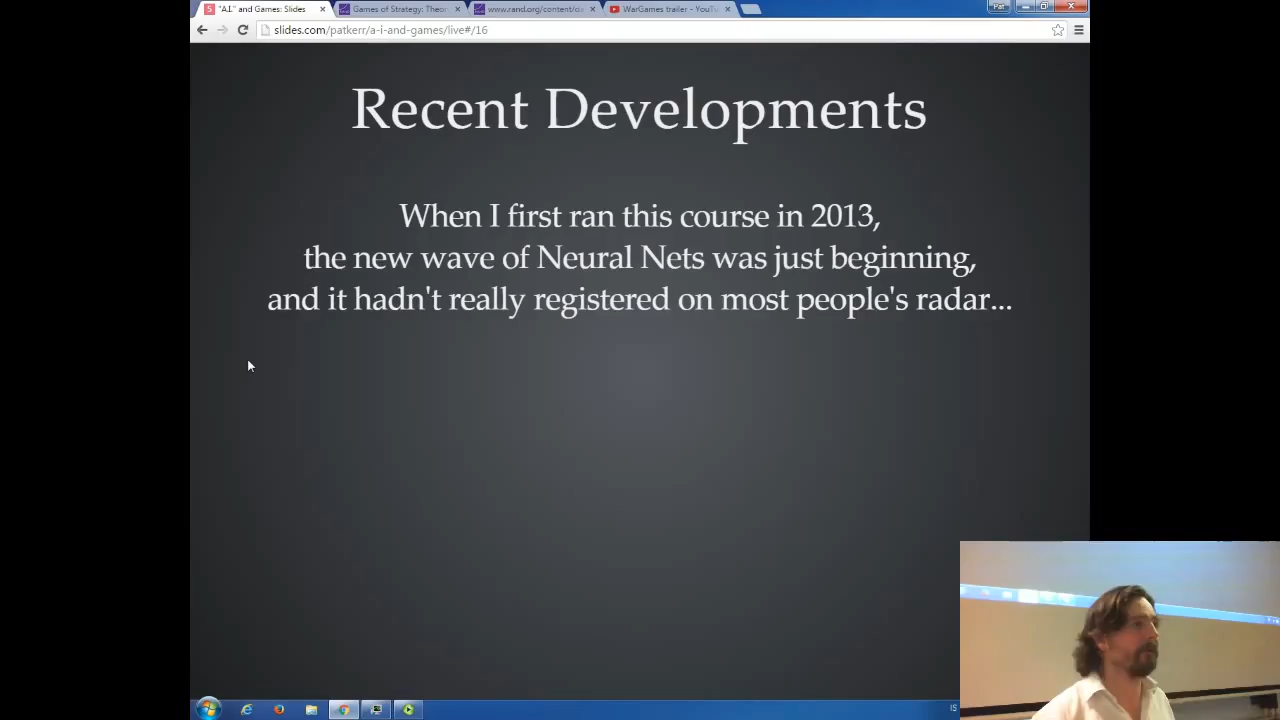 "A.I." and Games: Slides
Games of Strategy: Theor
www.rand.org/content/da
WarGames trailer - YouTu
Pat
slides.com/patkerr/a-i-and-games/live#/16
Recent Developments
When I first ran this course in 2013,
the new wave of Neural Nets was just beginning,
and it hadn't really registered on most people's radar...
IS